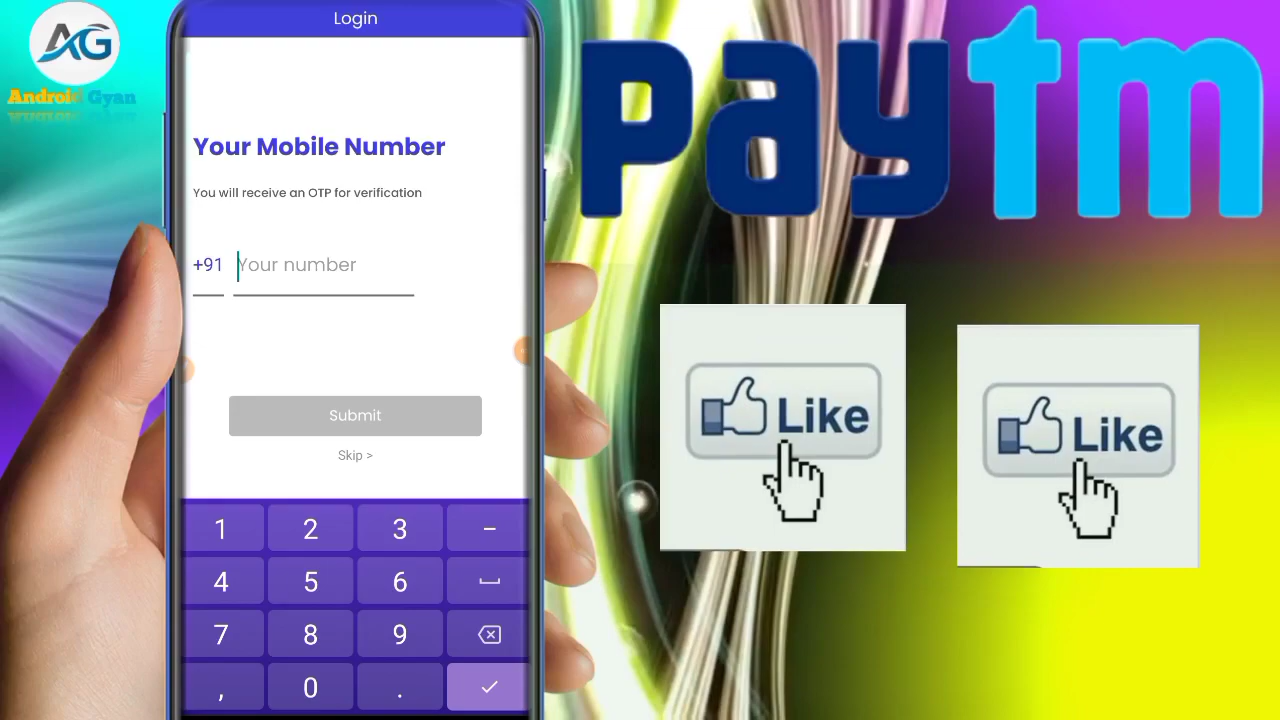 AG
Android Gyan
Login
Your Mobile Number
You will receive an OTP for verification
+91 Your number
Submit
Skip >
1 2 3 –
4 5 6
7 8 9
, 0 .
paytm
Like
Like